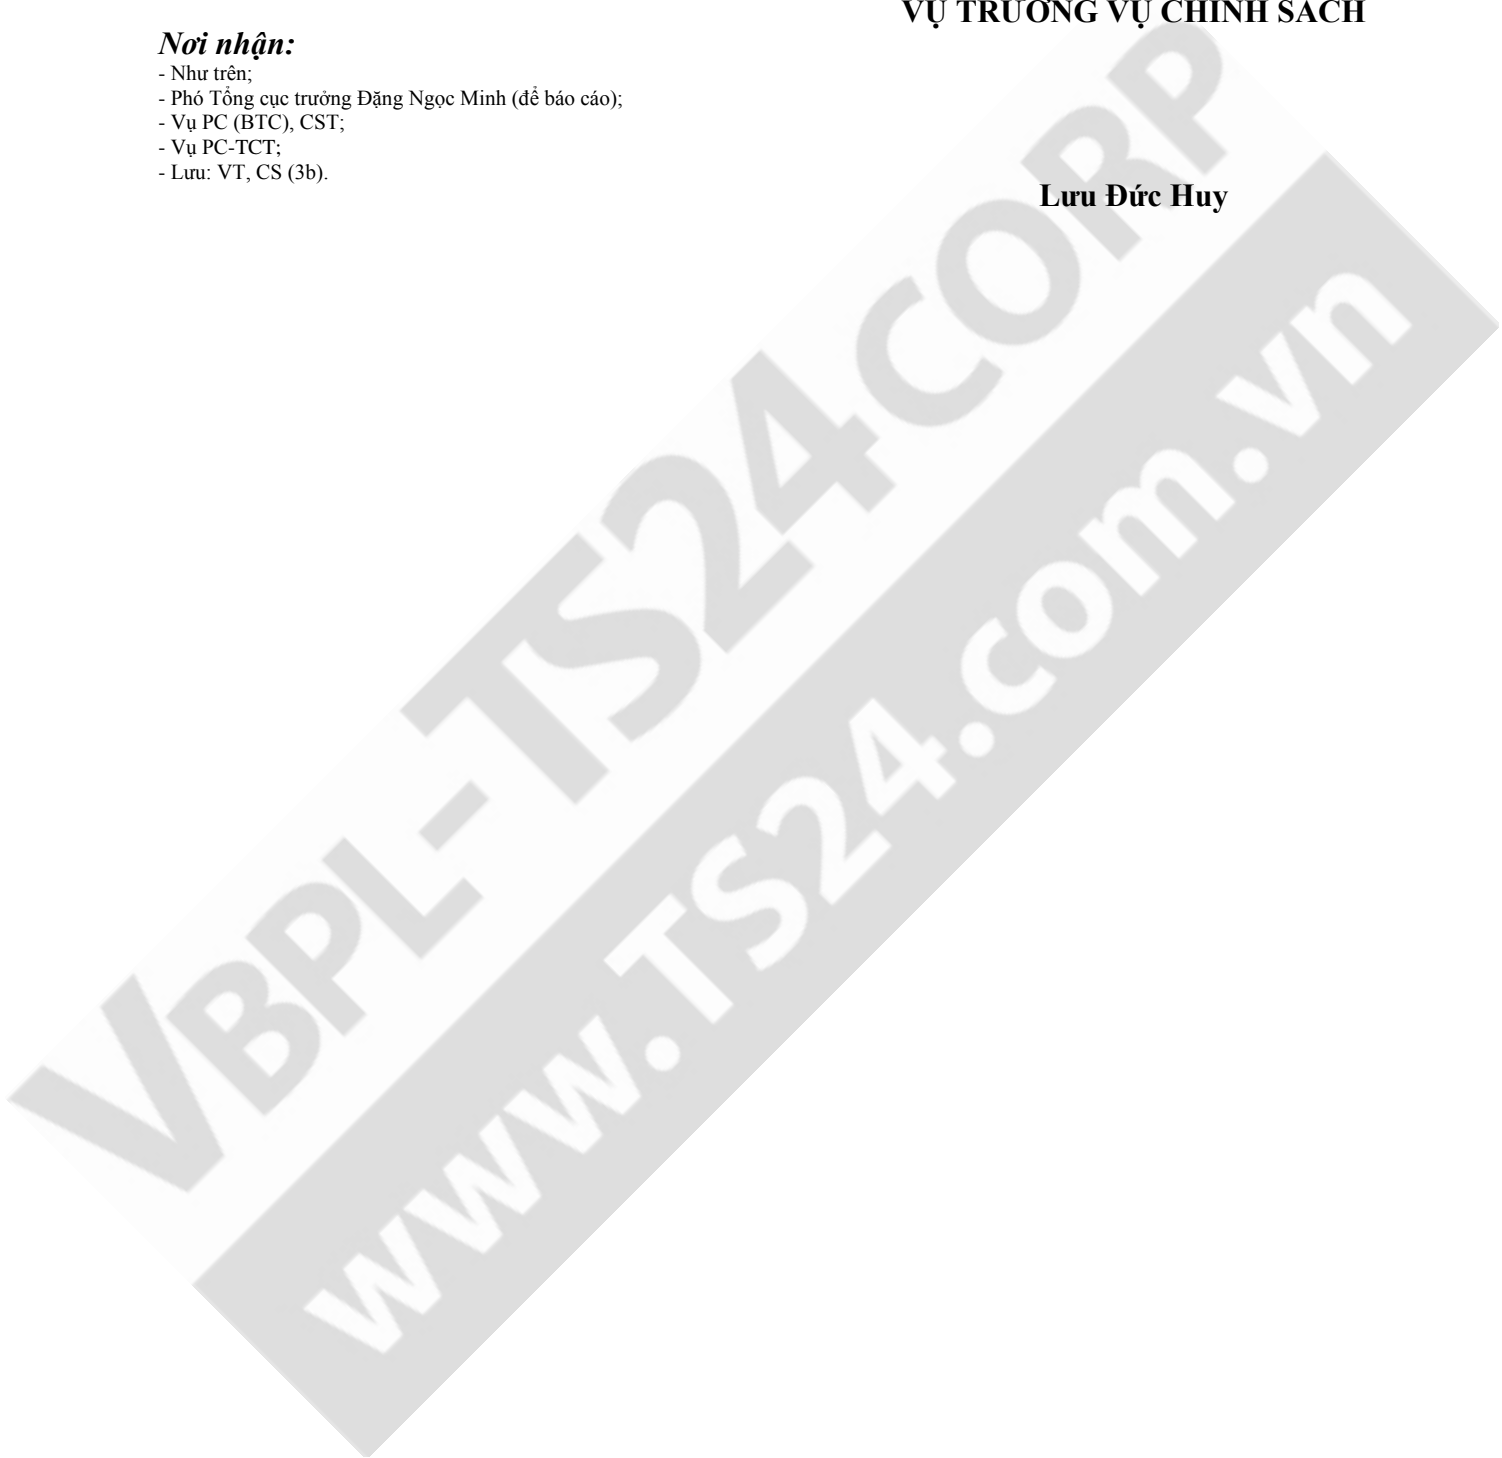 VỤ TRƯỞNG VỤ CHÍNH SÁCH
Nơi nhận:
- Như trên;
- Phó Tổng cục trưởng Đặng Ngọc Minh (để báo cáo);
- Vụ PC (BTC), CST;
- Vụ PC-TCT;
- Lưu: VT, CS (3b).
Lưu Đức Huy
VBPL-TS24CORP
www.TS24.com.vn